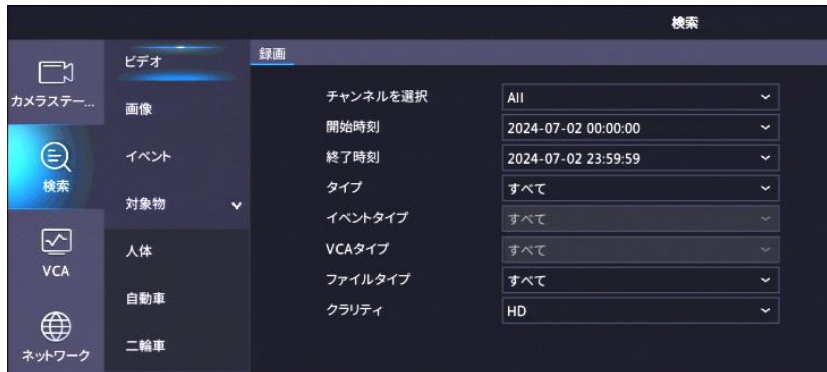 検索
カメラステー...
検索
VCA
ネットワーク
ビデオ
画像
イベント
対象物
人体
自動車
二輪車
録画
チャンネルを選択 All
開始時刻 2024-07-02 00:00:00
終了時刻 2024-07-02 23:59:59
タイプ すべて
イベントタイプ すべて
VCAタイプ すべて
ファイルタイプ すべて
クラリティ HD